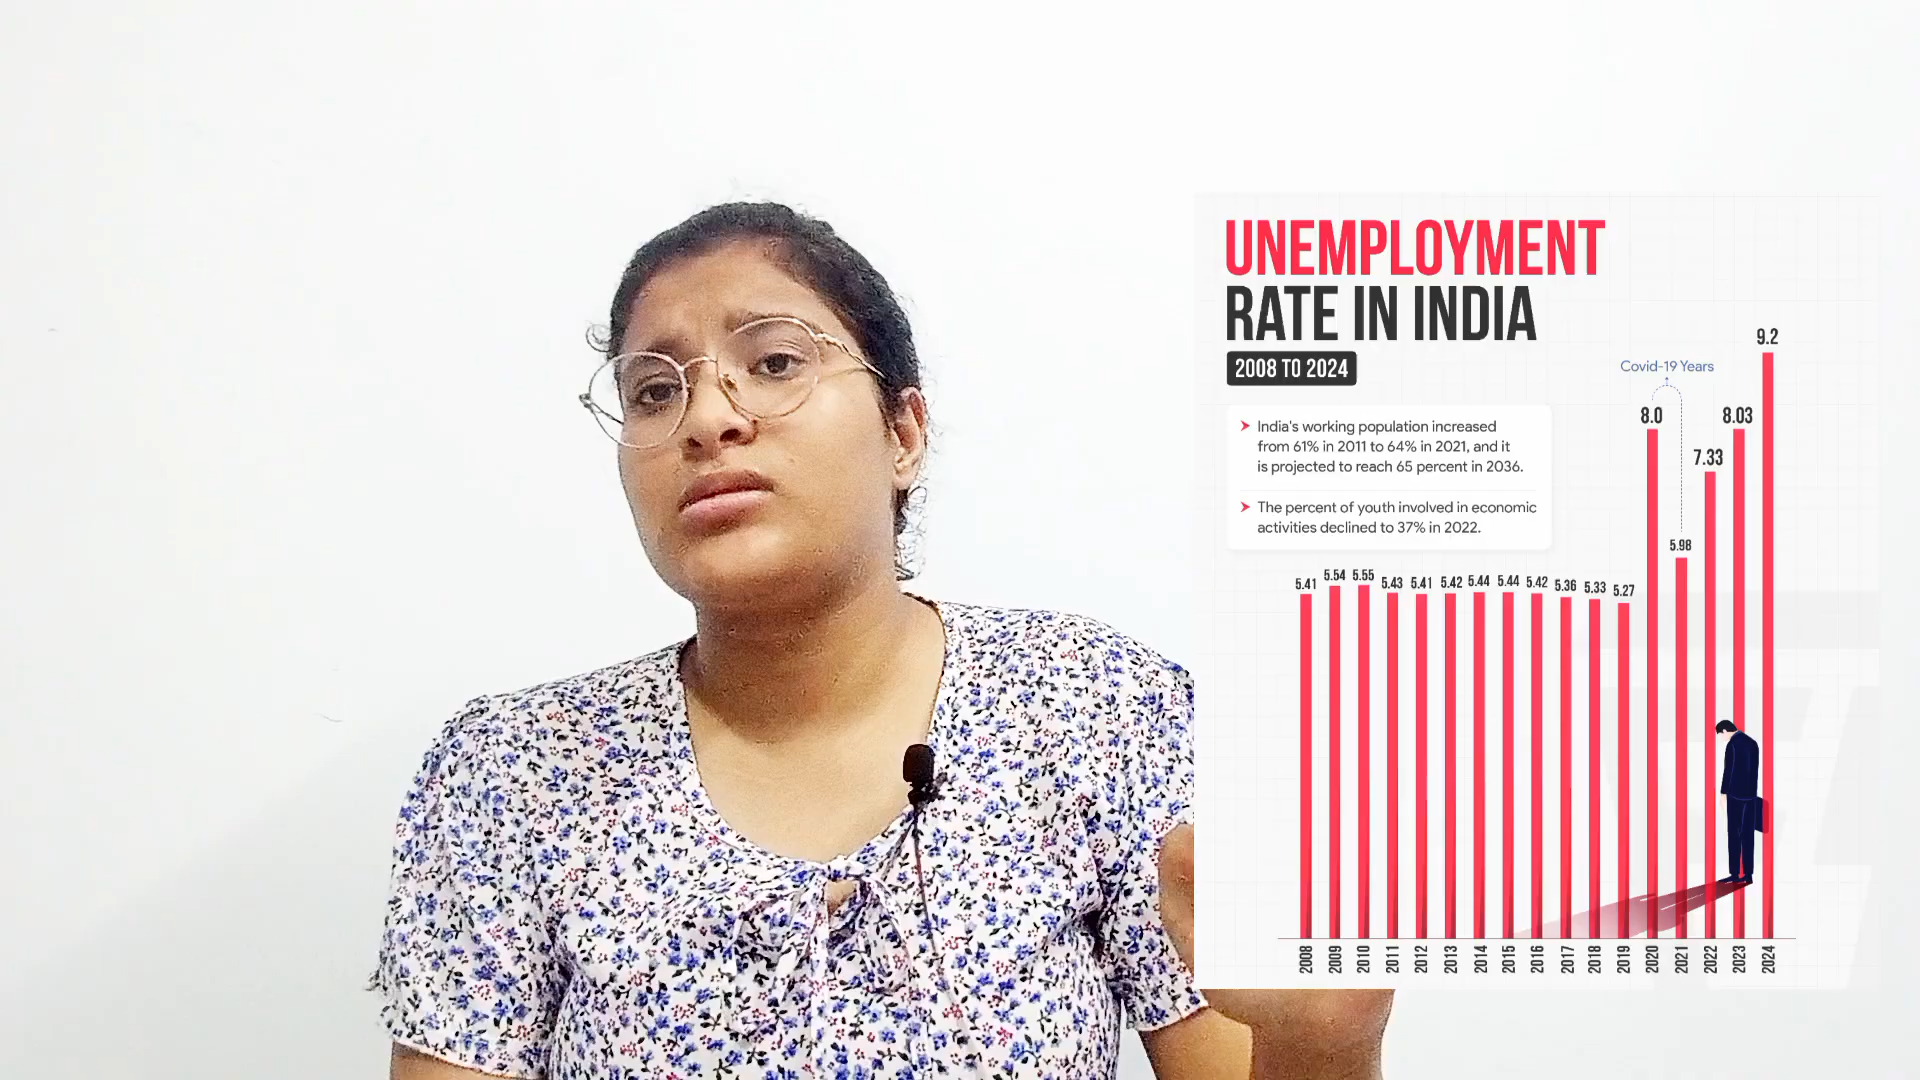 UNEMPLOYMENT
RATE IN INDIA
2008 TO 2024
India's working population increased
from 61% in 2011 to 64% in 2021, and it
is projected to reach 65 percent in 2036.
The percent of youth involved in economic
activities declined to 37% in 2022.
Covid-19 Years
5.41 5.54 5.55 5.43 5.41 5.42 5.44 5.44 5.42 5.36 5.33 5.27 8.0 5.98 7.33 8.03 9.2
2008 2009 2010 2011 2012 2013 2014 2015 2016 2017 2018 2019 2020 2021 2022 2023 2024